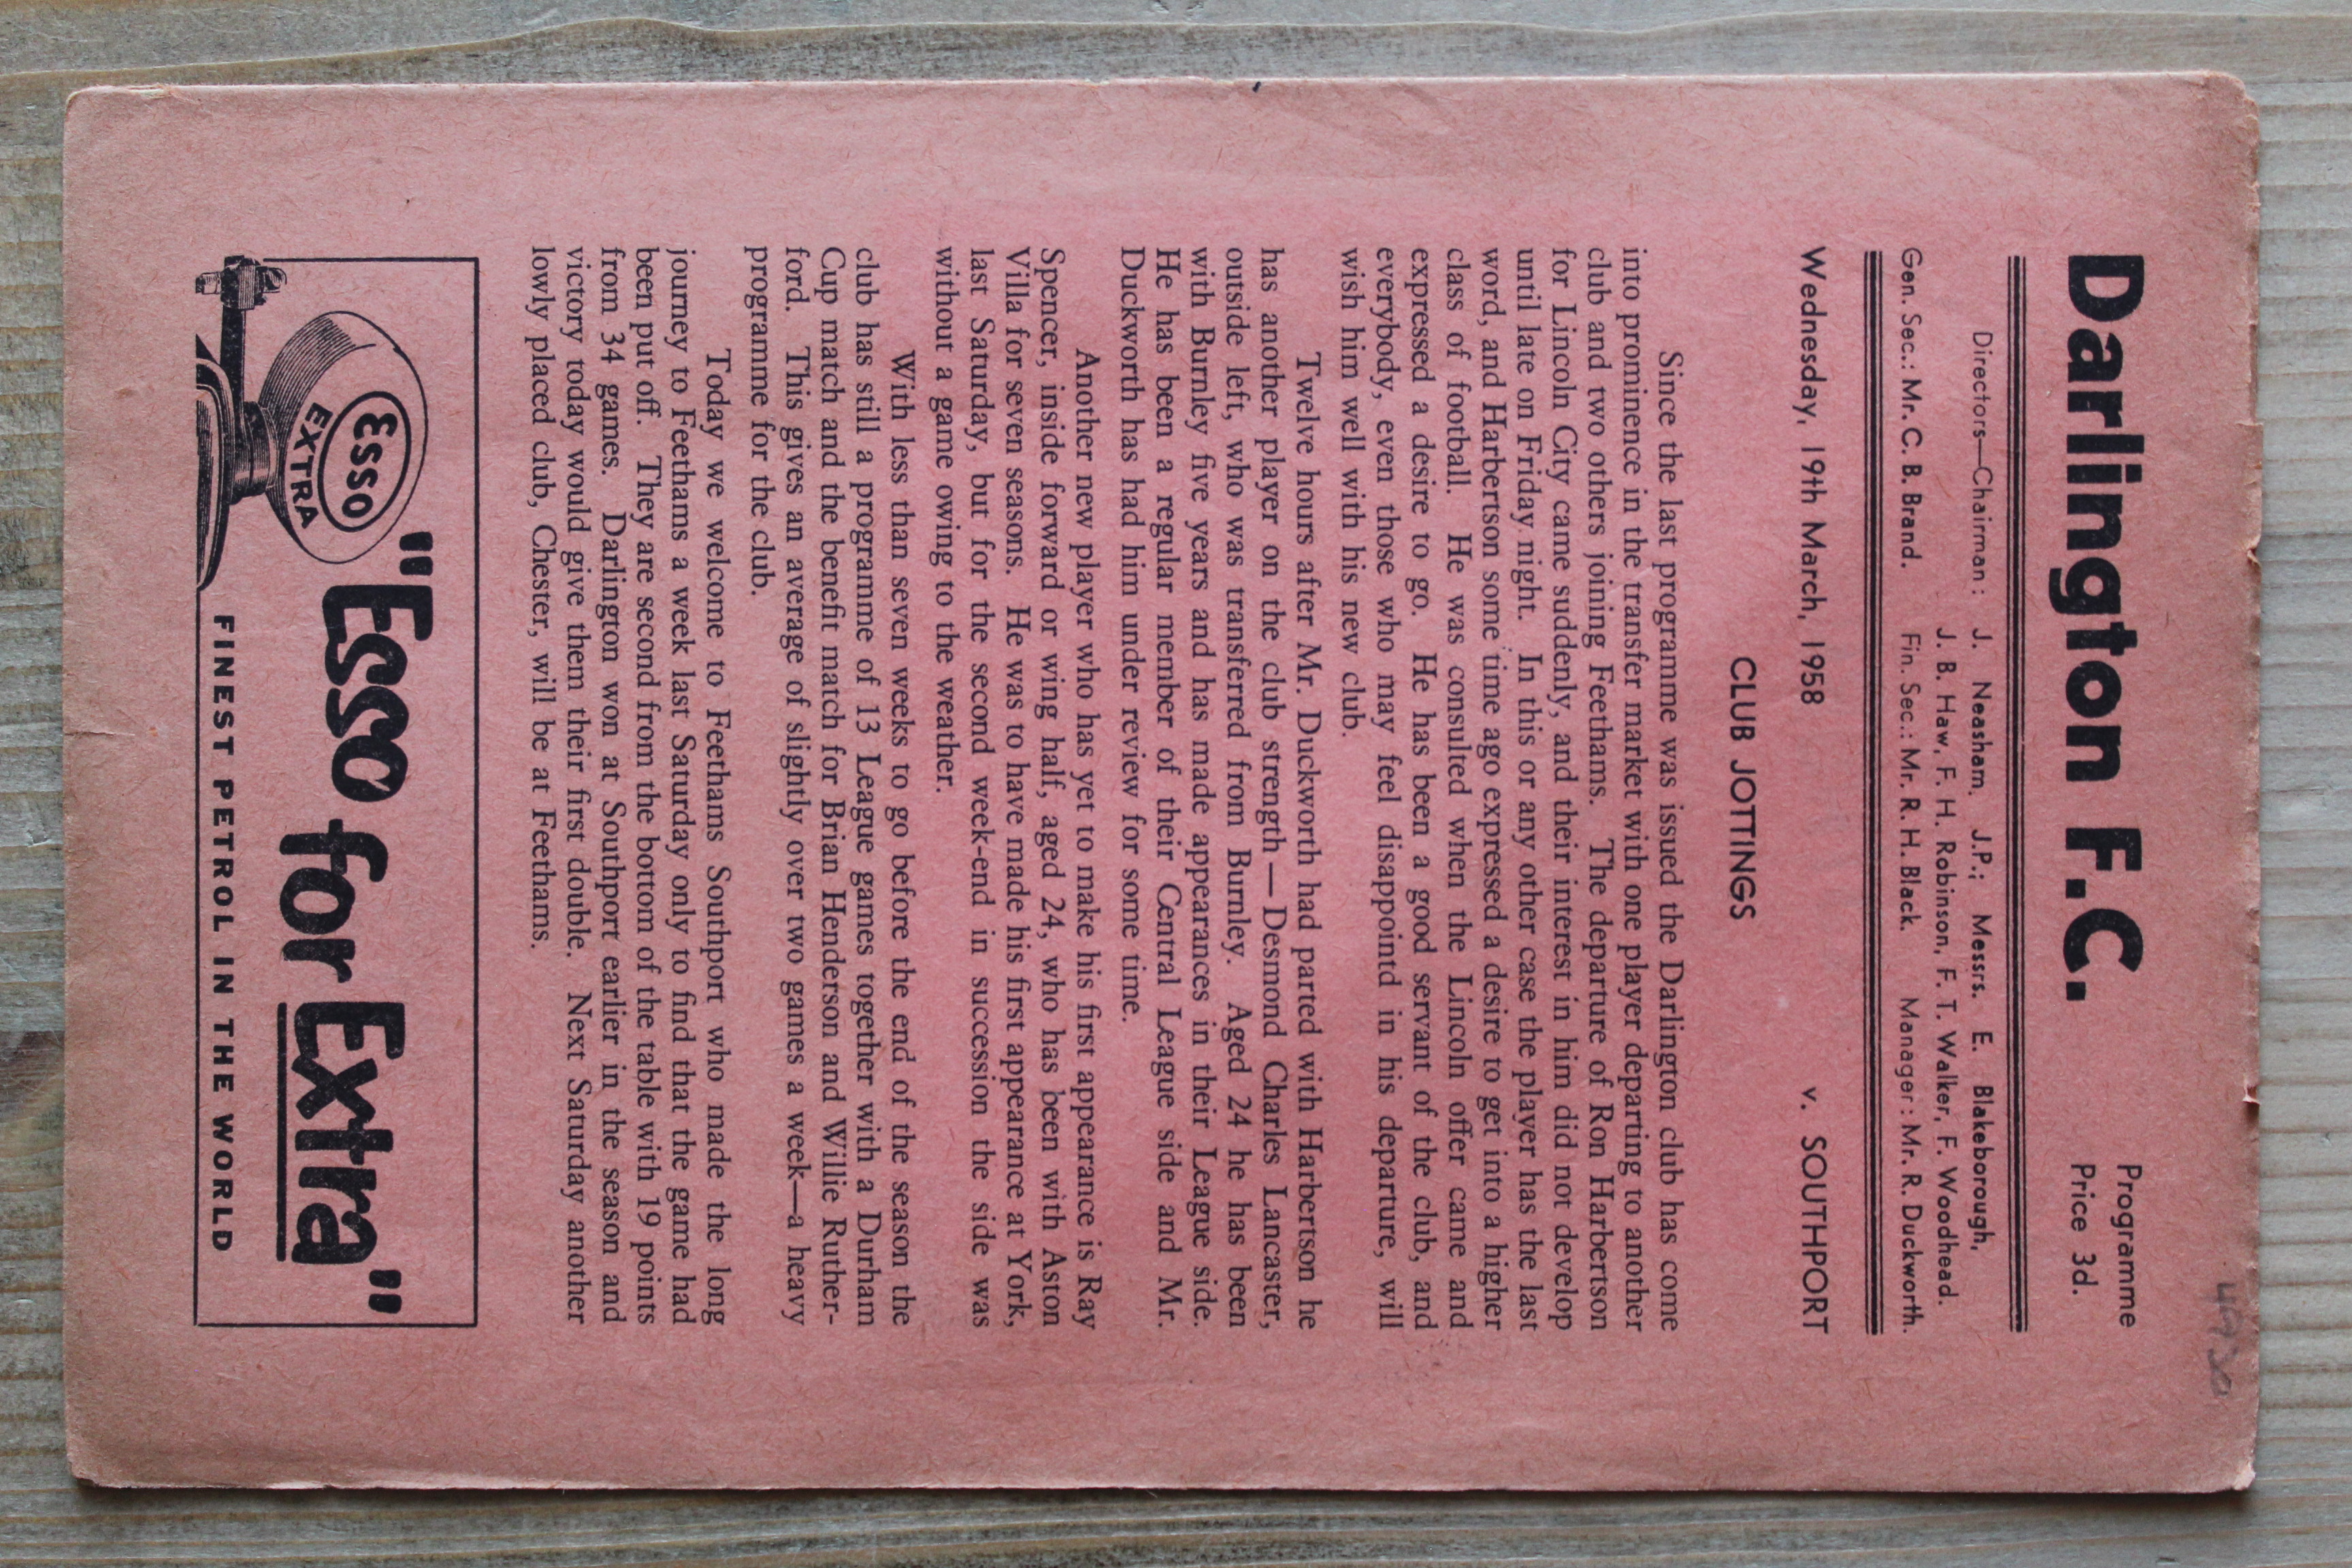 Darlington F.C.
Programme
Price 3d.
Directors—Chairman : J. Neasham, J.P.; Messrs. E. Blakeborough,
J. B. Haw, F. H. Robinson, F. T. Walker, F. Woodhead.
Gen. Sec.: Mr. C. B. Brand. Fin. Sec.: Mr. R. H. Black. Manager : Mr. R. Duckworth.
Wednesday, 19th March, 1958 v. SOUTHPORT
CLUB JOTTINGS
Since the last programme was issued the Darlington club has come
into prominence in the transfer market with one player departing to another
club and two others joining Feethams. The departure of Ron Harbertson
for Lincoln City came suddenly, and their interest in him did not develop
until late on Friday night. In this or any other case the player has the last
word, and Harbertson some time ago expressed a desire to get into a higher
class of football. He was consulted when the Lincoln offer came and
expressed a desire to go. He has been a good servant of the club, and
everybody, even those who may feel disappointd in his departure, will
wish him well with his new club.
Twelve hours after Mr. Duckworth had parted with Harbertson he
has another player on the club strength—Desmond Charles Lancaster,
outside left, who was transferred from Burnley. Aged 24 he has been
with Burnley five years and has made appearances in their League side.
He has been a regular member of their Central League side and Mr.
Duckworth has had him under review for some time.
Another new player who has yet to make his first appearance is Ray
Spencer, inside forward or wing half, aged 24, who has been with Aston
Villa for seven seasons. He was to have made his first appearance at York,
last Saturday, but for the second week-end in succession the side was
without a game owing to the weather.
With less than seven weeks to go before the end of the season the
club has still a programme of 13 League games together with a Durham
Cup match and the benefit match for Brian Henderson and Willie Ruther-
ford. This gives an average of slightly over two games a week—a heavy
programme for the club.
Today we welcome to Feethams Southport who made the long
journey to Feethams a week last Saturday only to find that the game had
been put off. They are second from the bottom of the table with 19 points
from 34 games. Darlington won at Southport earlier in the season and
victory today would give them their first double. Next Saturday another
lowly placed club, Chester, will be at Feethams.
ESSO
EXTRA
"Esso for Extra"
FINEST PETROL IN THE WORLD